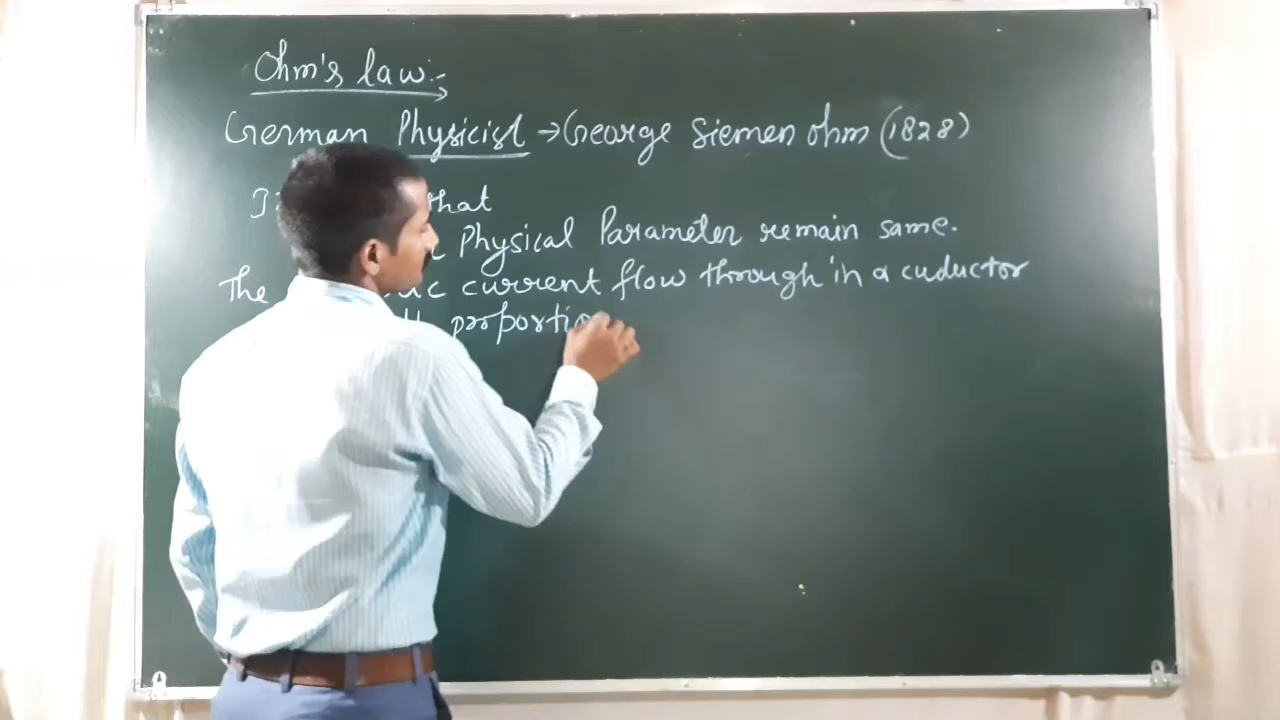 Ohm's law:-
German Physicist → George Siemen ohm (1828)
that
Physical Parameter remain same.
The current flow through in a cuductor
proportion